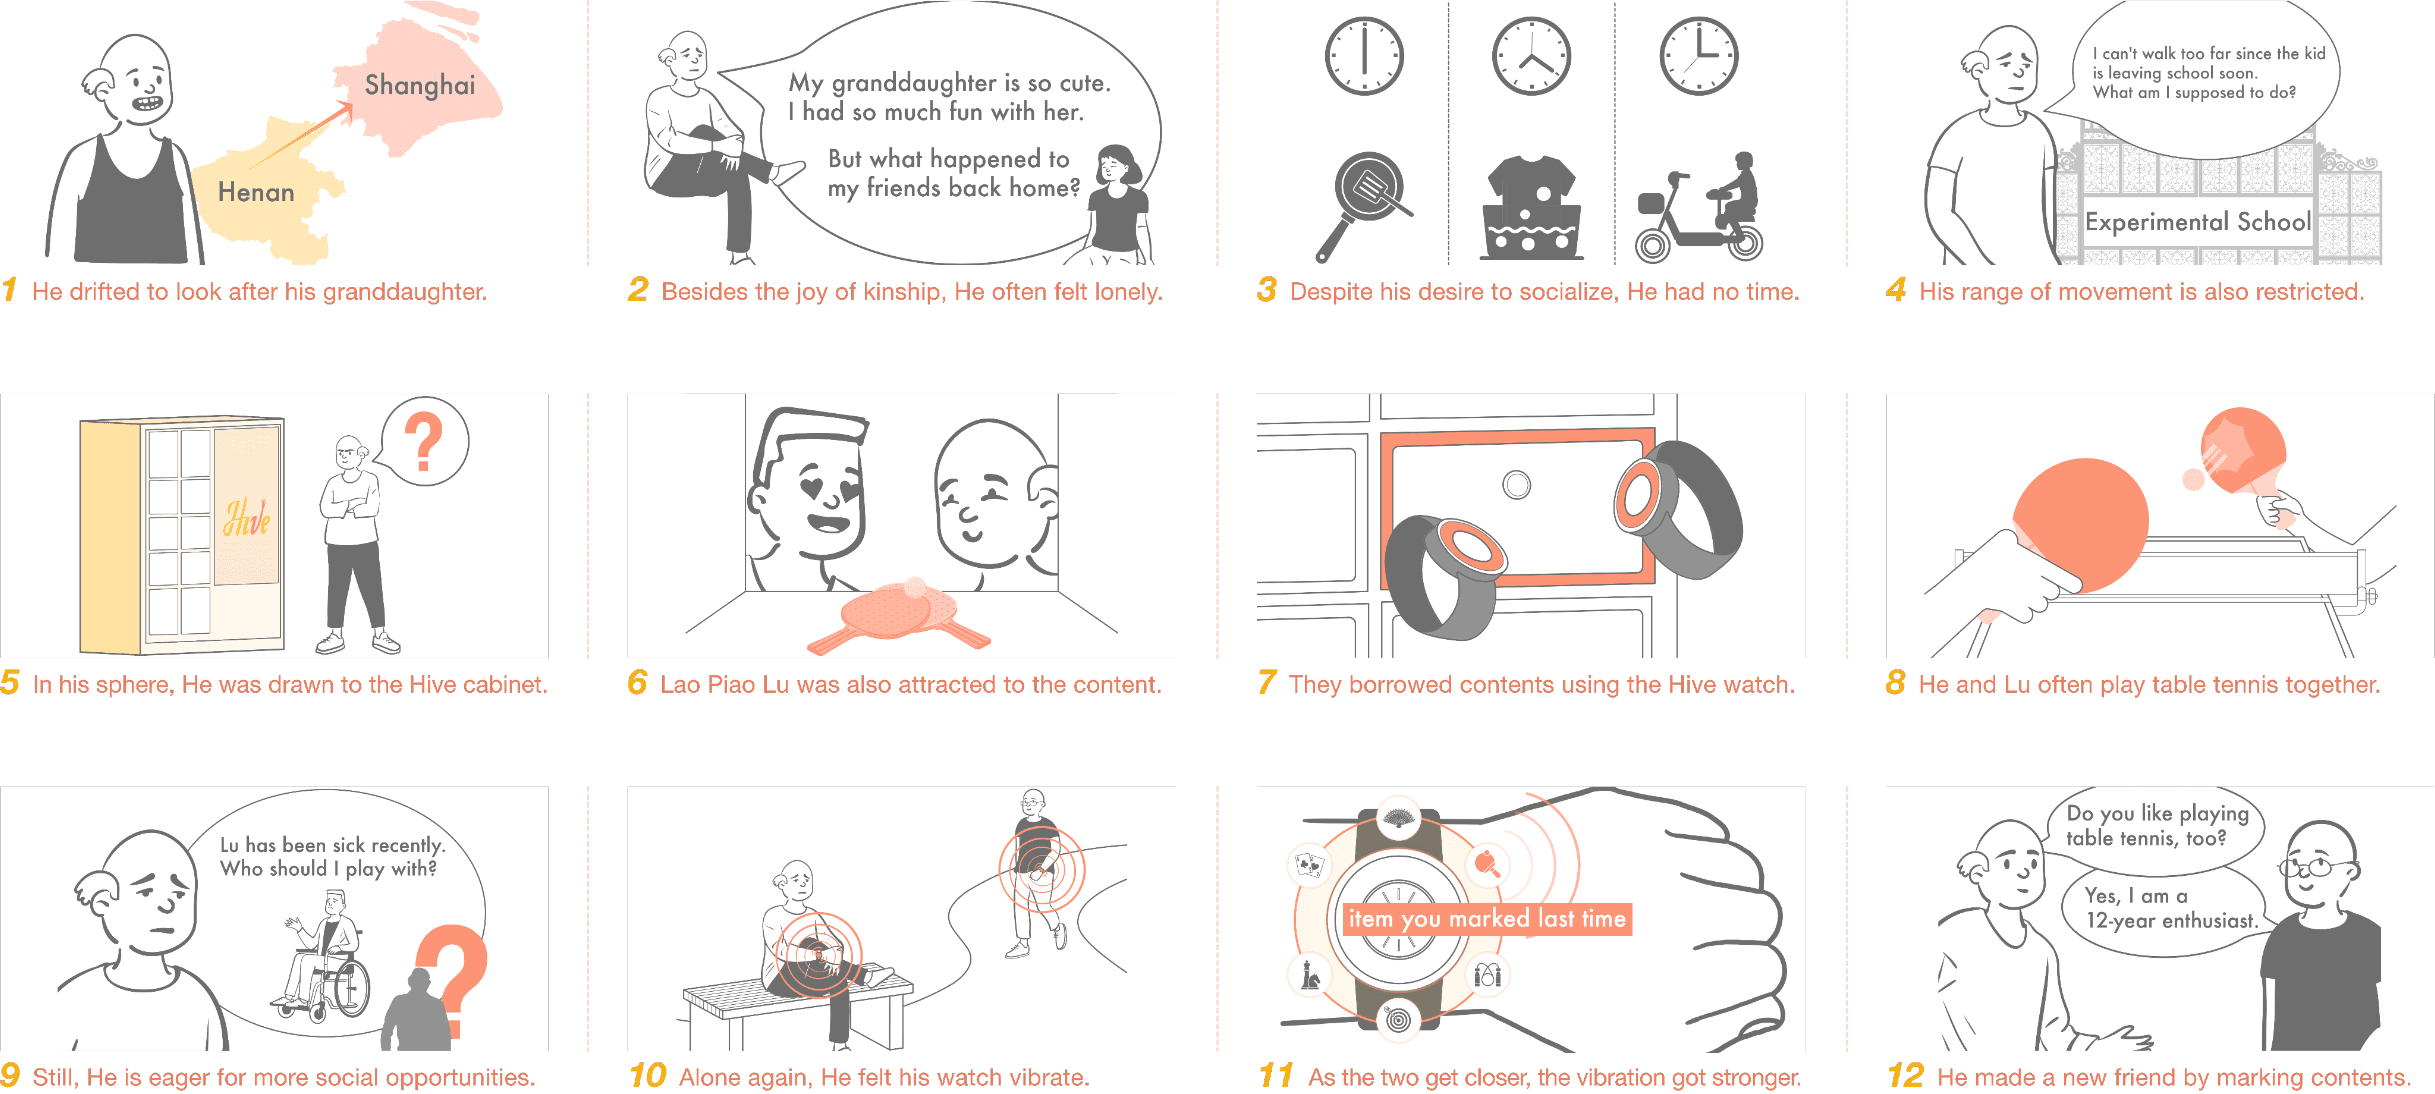 Shanghai
Henan
1 He drifted to look after his granddaughter.
My granddaughter is so cute.
I had so much fun with her.
But what happened to
my friends back home?
2 Besides the joy of kinship, He often felt lonely.
3 Despite his desire to socialize, He had no time.
I can't walk too far since the kid
is leaving school soon.
What am I supposed to do?
Experimental School
4 His range of movement is also restricted.
Hive
?
5 In his sphere, He was drawn to the Hive cabinet.
6 Lao Piao Lu was also attracted to the content.
7 They borrowed contents using the Hive watch.
8 He and Lu often play table tennis together.
Lu has been sick recently.
Who should I play with?
?
9 Still, He is eager for more social opportunities.
10 Alone again, He felt his watch vibrate.
item you marked last time
11 As the two get closer, the vibration got stronger.
Do you like playing
table tennis, too?
Yes, I am a
12-year enthusiast.
12 He made a new friend by marking contents.